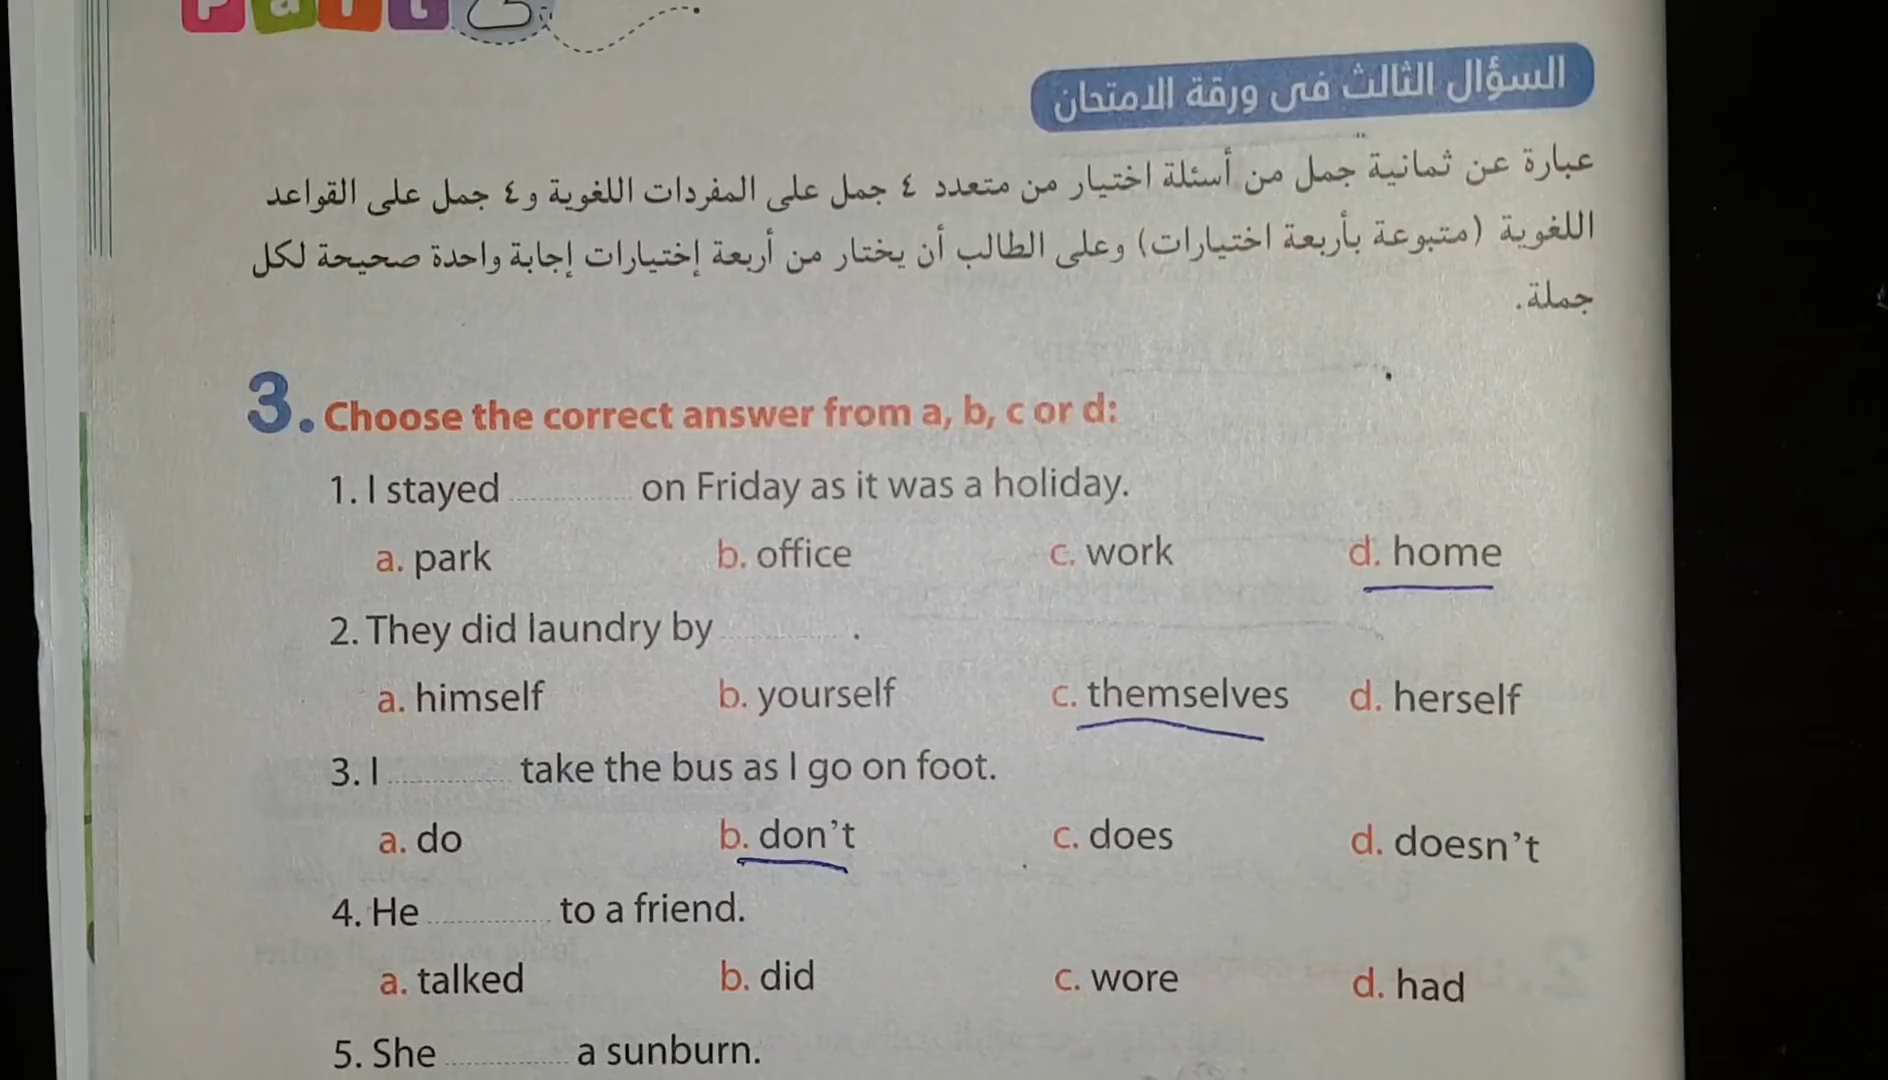 Part
السؤال الثالث فى ورقة الامتحان
عبارة عن ثمانية جمل من أسئلة اختيار من متعدد ٤ جمل على المفردات اللغوية و٤ جمل على القواعد
اللغوية (متبوعة بأربعة اختيارات) وعلى الطالب أن يختار من أربعة إختيارات إجابة واحدة صحيحة لكل
جملة.
3. Choose the correct answer from a, b, c or d:
1. I stayed ............ on Friday as it was a holiday.
a. park b. office c. work d. home
2. They did laundry by ............ .
a. himself b. yourself c. themselves d. herself
3. I ............ take the bus as I go on foot.
a. do b. don't c. does d. doesn't
4. He ............ to a friend.
a. talked b. did c. wore d. had
5. She ............ a sunburn.